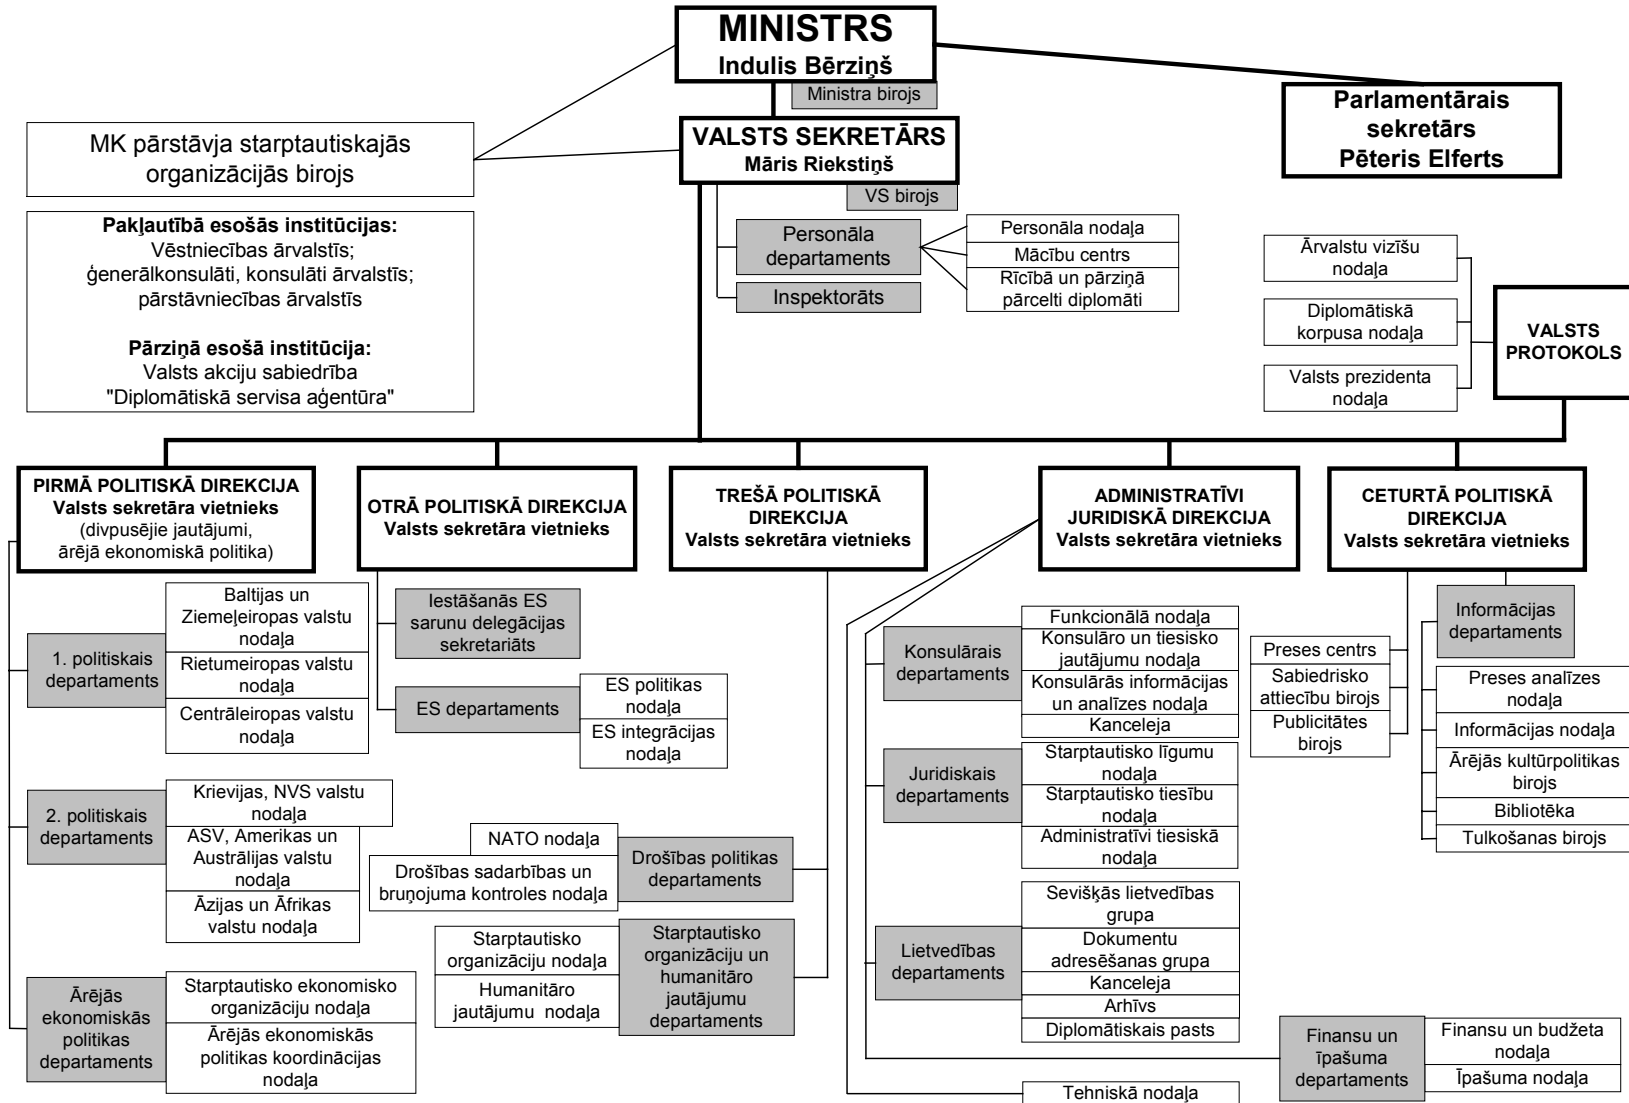 MINISTRS
Indulis Bērziņš
Ministra birojs
Parlamentārais
sekretārs
Pēteris Elferts
MK pārstāvja starptautiskajās
organizācijās birojs
VALSTS SEKRETĀRS
Māris Riekstiņš
VS birojs
Pakļautībā esošās institūcijas:
Vēstniecības ārvalstīs;
ģenerālkonsulāti, konsulāti ārvalstīs;
pārstāvniecības ārvalstīs
Pārziņā esošā institūcija:
Valsts akciju sabiedrība
"Diplomātiskā servisa aģentūra"
Personāla
departaments
Inspektorāts
Personāla nodaļa
Mācību centrs
Rīcībā un pārziņā
pārcelti diplomāti
Ārvalstu vizīšu
nodaļa
Diplomātiskā
korpusa nodaļa
Valsts prezidenta
nodaļa
VALSTS
PROTOKOLS
PIRMĀ POLITISKĀ DIREKCIJA
Valsts sekretāra vietnieks
(divpusējie jautājumi,
ārējā ekonomiskā politika)
OTRĀ POLITISKĀ DIREKCIJA
Valsts sekretāra vietnieks
TREŠĀ POLITISKĀ
DIREKCIJA
Valsts sekretāra vietnieks
ADMINISTRATĪVI
JURIDISKĀ DIREKCIJA
Valsts sekretāra vietnieks
CETURTĀ POLITISKĀ
DIREKCIJA
Valsts sekretāra vietnieks
1. politiskais
departaments
Baltijas un
Ziemeļeiropas valstu
nodaļa
Rietumeiropas valstu
nodaļa
Centrāleiropas valstu
nodaļa
2. politiskais
departaments
Krievijas, NVS valstu
nodaļa
ASV, Amerikas un
Austrālijas valstu
nodaļa
Āzijas un Āfrikas
valstu nodaļa
Ārējās
ekonomiskās
politikas
departaments
Starptautisko ekonomisko
organizāciju nodaļa
Ārējās ekonomiskās
politikas koordinācijas
nodaļa
Iestāšanās ES
sarunu delegācijas
sekretariāts
ES departaments
ES politikas
nodaļa
ES integrācijas
nodaļa
NATO nodaļa
Drošības sadarbības un
bruņojuma kontroles nodaļa
Drošības politikas
departaments
Starptautisko
organizāciju nodaļa
Humanitāro
jautājumu nodaļa
Starptautisko
organizāciju un
humanitāro
jautājumu
departaments
Konsulārais
departaments
Funkcionālā nodaļa
Konsulāro un tiesisko
jautājumu nodaļa
Konsulārās informācijas
un analīzes nodaļa
Kanceleja
Juridiskais
departaments
Starptautisko līgumu
nodaļa
Starptautisko tiesību
nodaļa
Administratīvi tiesiskā
nodaļa
Lietvedības
departaments
Sevišķās lietvedības
grupa
Dokumentu
adresēšanas grupa
Kanceleja
Arhīvs
Diplomātiskais pasts
Tehniskā nodaļa
Finansu un
īpašuma
departaments
Finansu un budžeta
nodaļa
Īpašuma nodaļa
Preses centrs
Sabiedrisko
attiecību birojs
Publicitātes
birojs
Informācijas
departaments
Preses analīzes
nodaļa
Informācijas nodaļa
Ārējās kultūrpolitikas
birojs
Bibliotēka
Tulkošanas birojs